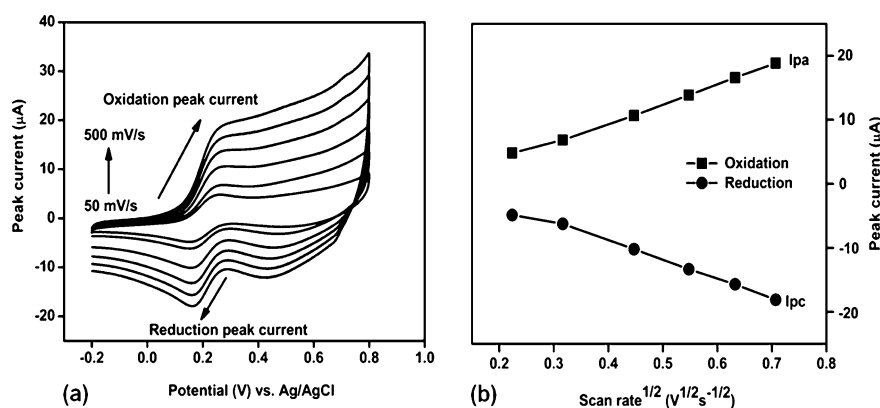 Peak current (µA)
40
30
20
10
0
-10
-20
Oxidation peak current
500 mV/s
50 mV/s
Reduction peak current
-0.2 0.0 0.2 0.4 0.6 0.8 1.0
(a) Potential (V) vs. Ag/AgCl
Ipa
Oxidation
Reduction
Ipc
20
10
0
-10
-20
Peak current (µA)
0.2 0.3 0.4 0.5 0.6 0.7 0.8
(b) Scan rate^1/2 (V^1/2s^-1/2)